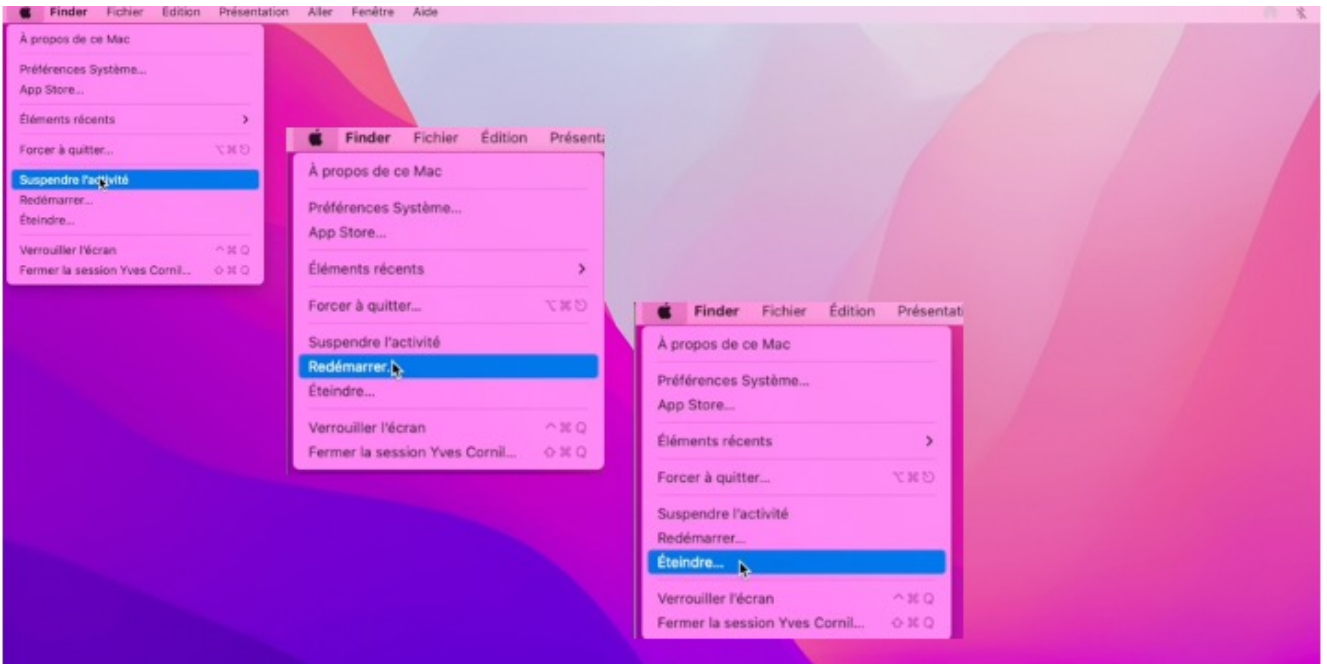 Finder Fichier Edition Présentation Aller Fenêtre Aide
À propos de ce Mac
Préférences Système...
App Store...
Éléments récents >
Forcer à quitter... ⌥⌘⎋
Suspendre l'activité
Redémarrer...
Éteindre...
Verrouiller l'écran ^⌘Q
Fermer la session Yves Cornil... ⇧⌘Q
Finder Fichier Édition Présenta
À propos de ce Mac
Préférences Système...
App Store...
Éléments récents >
Forcer à quitter... ⌥⌘⎋
Suspendre l'activité
Redémarrer...
Éteindre...
Verrouiller l'écran ^⌘Q
Fermer la session Yves Cornil... ⇧⌘Q
Finder Fichier Édition Présentati
À propos de ce Mac
Préférences Système...
App Store...
Éléments récents >
Forcer à quitter... ⌥⌘⎋
Suspendre l'activité
Redémarrer...
Éteindre...
Verrouiller l'écran ^⌘Q
Fermer la session Yves Cornil... ⇧⌘Q